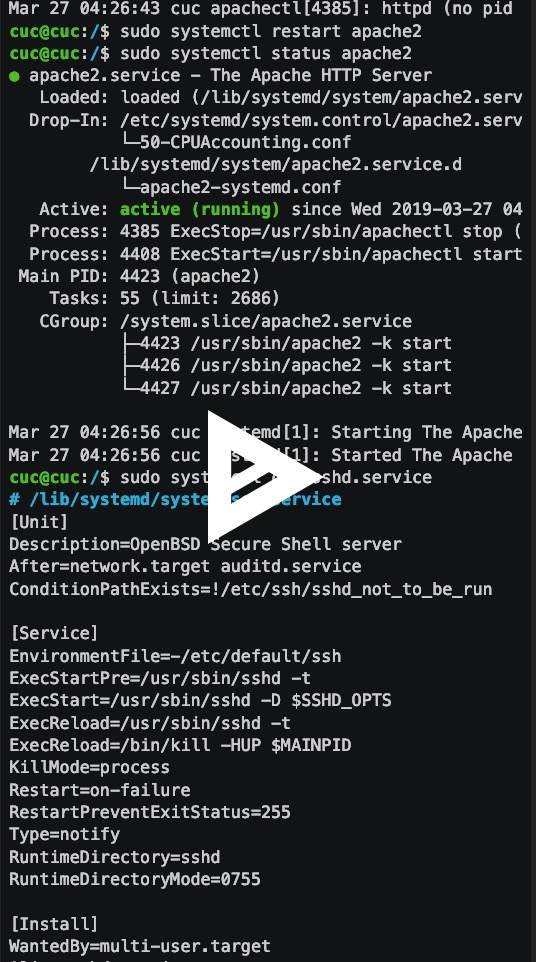 Mar 27 04:26:43 cuc apachectl[4385]: httpd (no pid
cuc@cuc:/$ sudo systemctl restart apache2
cuc@cuc:/$ sudo systemctl status apache2
● apache2.service - The Apache HTTP Server
Loaded: loaded (/lib/systemd/system/apache2.serv
Drop-In: /etc/systemd/system.control/apache2.serv
└─50-CPUAccounting.conf
/lib/systemd/system/apache2.service.d
└─apache2-systemd.conf
Active: active (running) since Wed 2019-03-27 04
Process: 4385 ExecStop=/usr/sbin/apachectl stop (
Process: 4408 ExecStart=/usr/sbin/apachectl start
Main PID: 4423 (apache2)
Tasks: 55 (limit: 2686)
CGroup: /system.slice/apache2.service
├─4423 /usr/sbin/apache2 -k start
├─4426 /usr/sbin/apache2 -k start
└─4427 /usr/sbin/apache2 -k start
Mar 27 04:26:56 cuc temd[1]: Starting The Apache
Mar 27 04:26:56 cuc [1]: Started The Apache
cuc@cuc:/$ sudo sshd.service
# /lib/systemd/
[Unit]
Description=OpenBSD Secure Shell server
After=network.target auditd.service
ConditionPathExists=!/etc/ssh/sshd_not_to_be_run
[Service]
EnvironmentFile=-/etc/default/ssh
ExecStartPre=/usr/sbin/sshd -t
ExecStart=/usr/sbin/sshd -D $SSHD_OPTS
ExecReload=/usr/sbin/sshd -t
ExecReload=/bin/kill -HUP $MAINPID
KillMode=process
Restart=on-failure
RestartPreventExitStatus=255
Type=notify
RuntimeDirectory=sshd
RuntimeDirectoryMode=0755
[Install]
WantedBy=multi-user.target